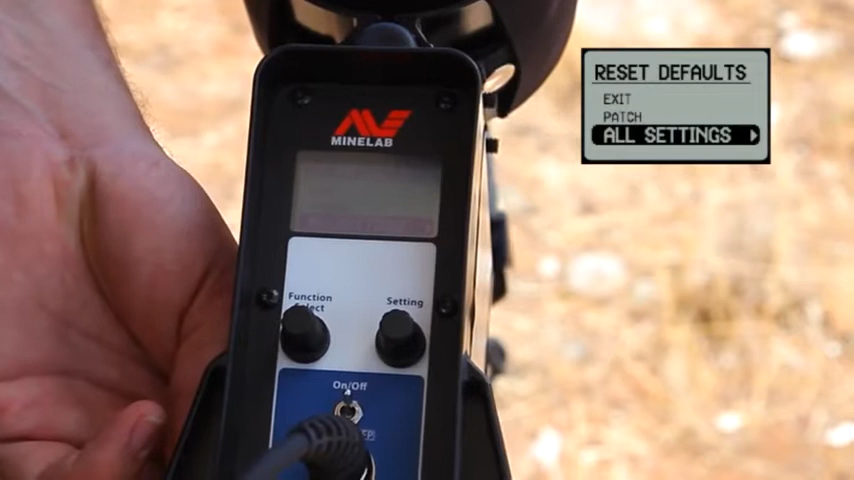 MINELAB
Function
Select
Setting
On/Off
RESET DEFAULTS
EXIT
PATCH
ALL SETTINGS